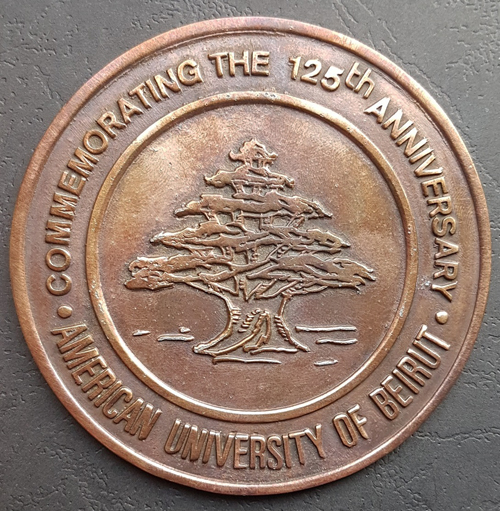 COMMEMORATING THE 125th ANNIVERSARY
• AMERICAN UNIVERSITY OF BEIRUT •